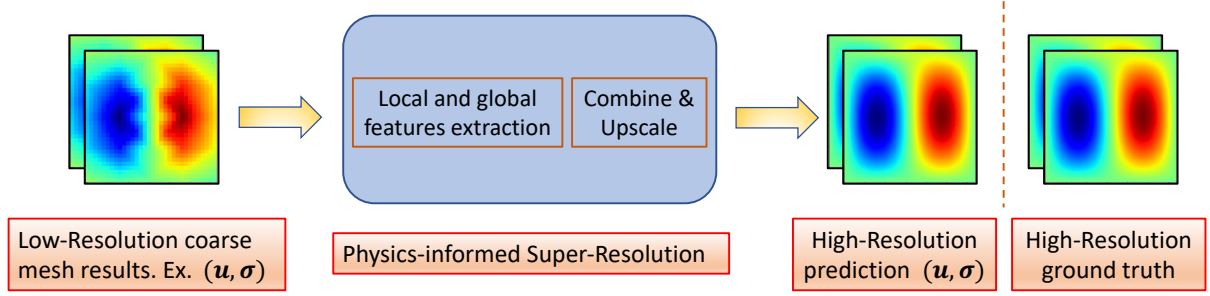 Local and global
features extraction
Combine &
Upscale
Low-Resolution coarse
mesh results. Ex. (𝒖, 𝝈)
Physics-informed Super-Resolution
High-Resolution
prediction (𝒖, 𝝈)
High-Resolution
ground truth